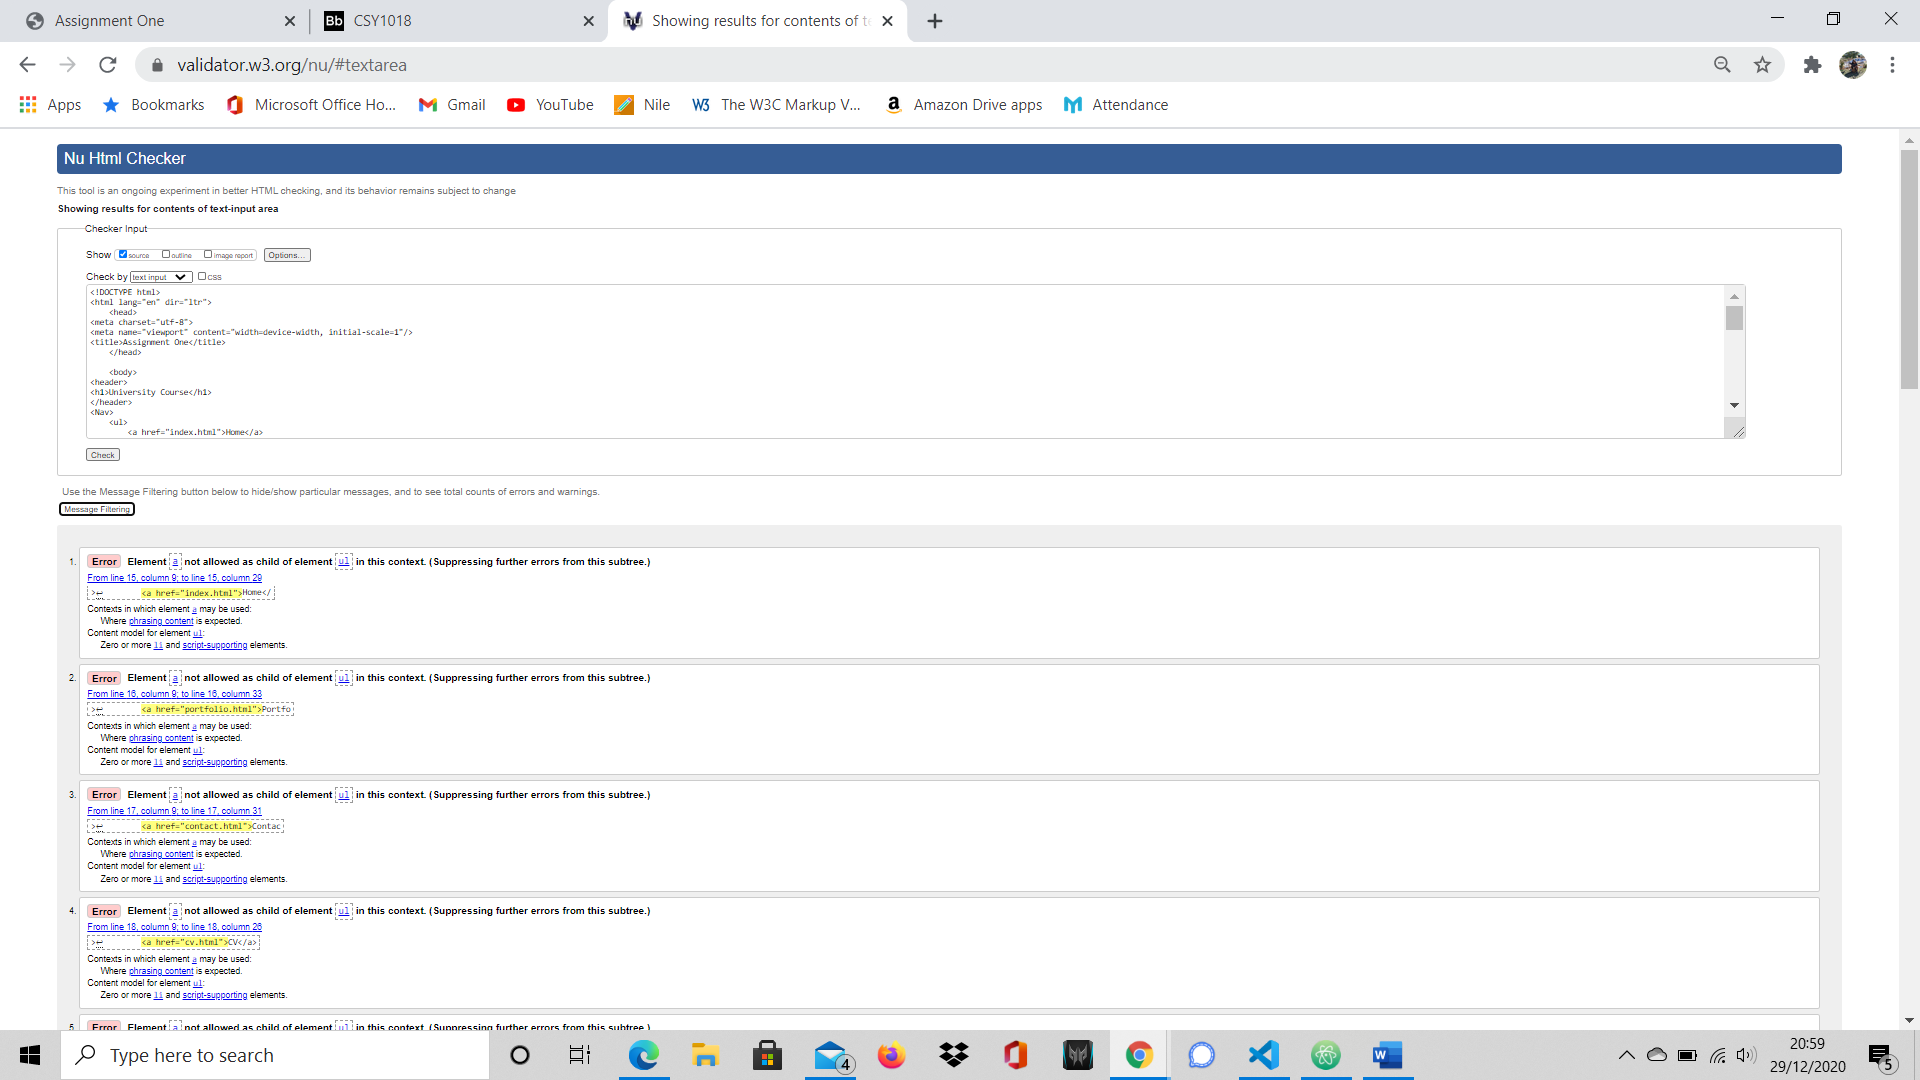 Assignment One
Bb CSY1018
Showing results for contents of te
validator.w3.org/nu/#textarea
Apps Bookmarks Microsoft Office Ho... Gmail YouTube Nile W3 The W3C Markup V... a Amazon Drive apps Attendance
Nu Html Checker
This tool is an ongoing experiment in better HTML checking, and its behavior remains subject to change
Showing results for contents of text-input area
Checker Input
Show source outline image report Options...
Check by text input CSS
<!DOCTYPE html>
<html lang="en" dir="ltr">
<head>
<meta charset="utf-8">
<meta name="viewport" content="width=device-width, initial-scale=1"/>
<title>Assignment One</title>
</head>
<body>
<header>
<h1>University Course</h1>
</header>
<Nav>
<ul>
<a href="index.html">Home</a>
Check
Use the Message Filtering button below to hide/show particular messages, and to see total counts of errors and warnings.
Message Filtering
1. Error Element a not allowed as child of element ul in this context. (Suppressing further errors from this subtree.)
From line 15, column 9; to line 15, column 29
>↩ <a href="index.html">Home</
Contexts in which element a may be used:
Where phrasing content is expected.
Content model for element ul:
Zero or more li and script-supporting elements.
2. Error Element a not allowed as child of element ul in this context. (Suppressing further errors from this subtree.)
From line 16, column 9; to line 16, column 33
>↩ <a href="portfolio.html">Portfo
Contexts in which element a may be used:
Where phrasing content is expected.
Content model for element ul:
Zero or more li and script-supporting elements.
3. Error Element a not allowed as child of element ul in this context. (Suppressing further errors from this subtree.)
From line 17, column 9; to line 17, column 31
>↩ <a href="contact.html">Contac
Contexts in which element a may be used:
Where phrasing content is expected.
Content model for element ul:
Zero or more li and script-supporting elements.
4. Error Element a not allowed as child of element ul in this context. (Suppressing further errors from this subtree.)
From line 18, column 9; to line 18, column 26
>↩ <a href="cv.html">CV</a>
Contexts in which element a may be used:
Where phrasing content is expected.
Content model for element ul:
Zero or more li and script-supporting elements.
5. Error Element a not allowed as child of element ul in this context. (Suppressing further errors from this subtree.)
Type here to search
4
20:59
29/12/2020
5